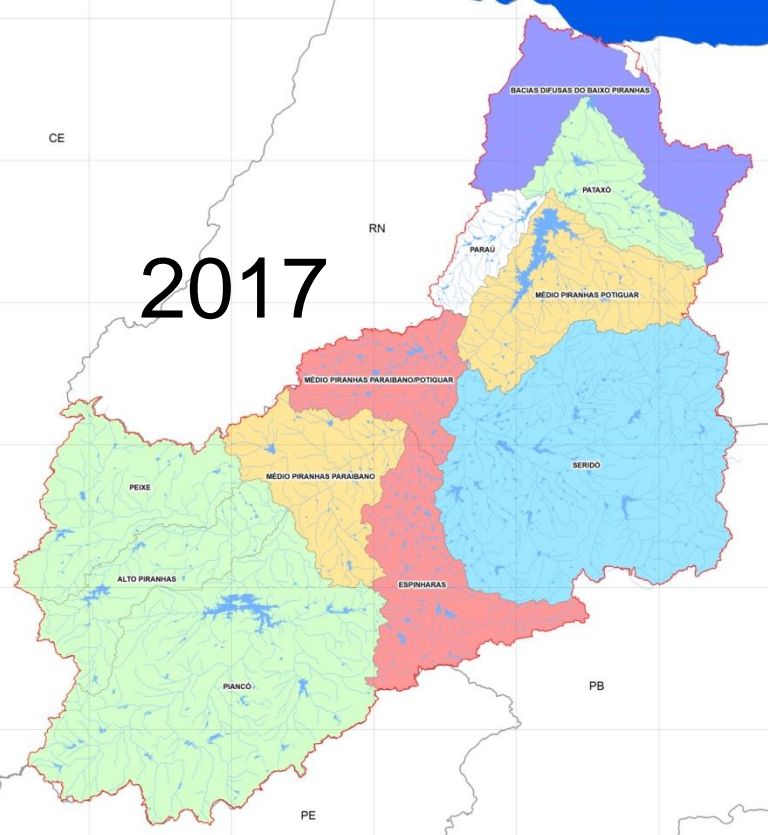 BACIAS DIFUSAS DO BAIXO PIRANHAS
CE
PATAXÓ
RN
PARAÚ
2017
MÉDIO PIRANHAS POTIGUAR
MÉDIO PIRANHAS PARAIBANO/POTIGUAR
SERIDÓ
MÉDIO PIRANHAS PARAIBANO
PEIXE
ALTO PIRANHAS
ESPINHARAS
PIANCÓ
PB
PE